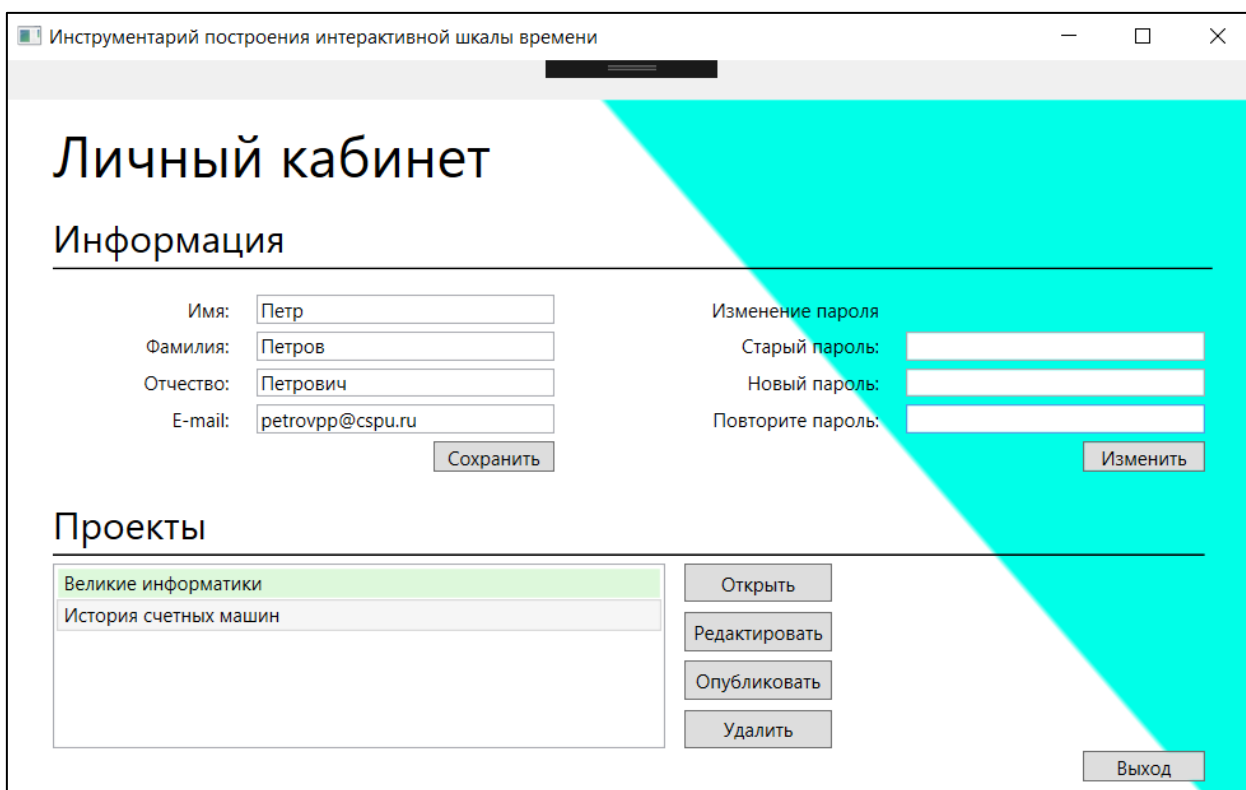 Инструментарий построения интерактивной шкалы времени
Личный кабинет
Информация
Имя: Петр
Фамилия: Петров
Отчество: Петрович
E-mail: petrovpp@cspu.ru
Сохранить
Изменение пароля
Старый пароль:
Новый пароль:
Повторите пароль:
Изменить
Проекты
Великие информатики
История счетных машин
Открыть
Редактировать
Опубликовать
Удалить
Выход